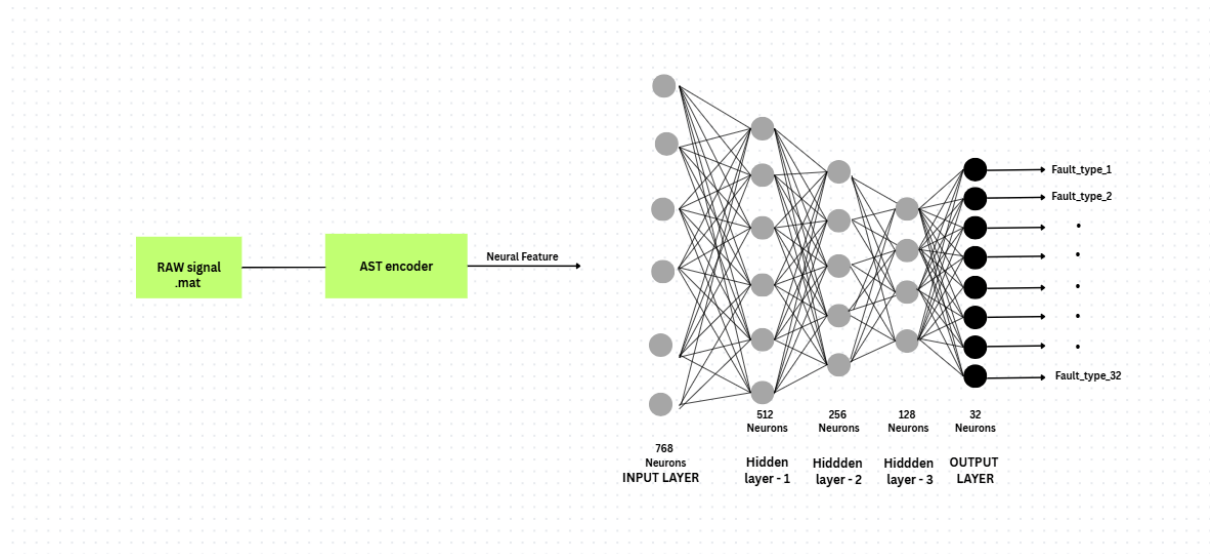 RAW signal
.mat
AST encoder
Neural Feature
Fault_type_1
Fault_type_2
Fault_type_32
768
Neurons
INPUT LAYER
512
Neurons
Hidden
layer - 1
256
Neurons
Hiddden
layer - 2
128
Neurons
Hiddden
layer - 3
32
Neurons
OUTPUT
LAYER